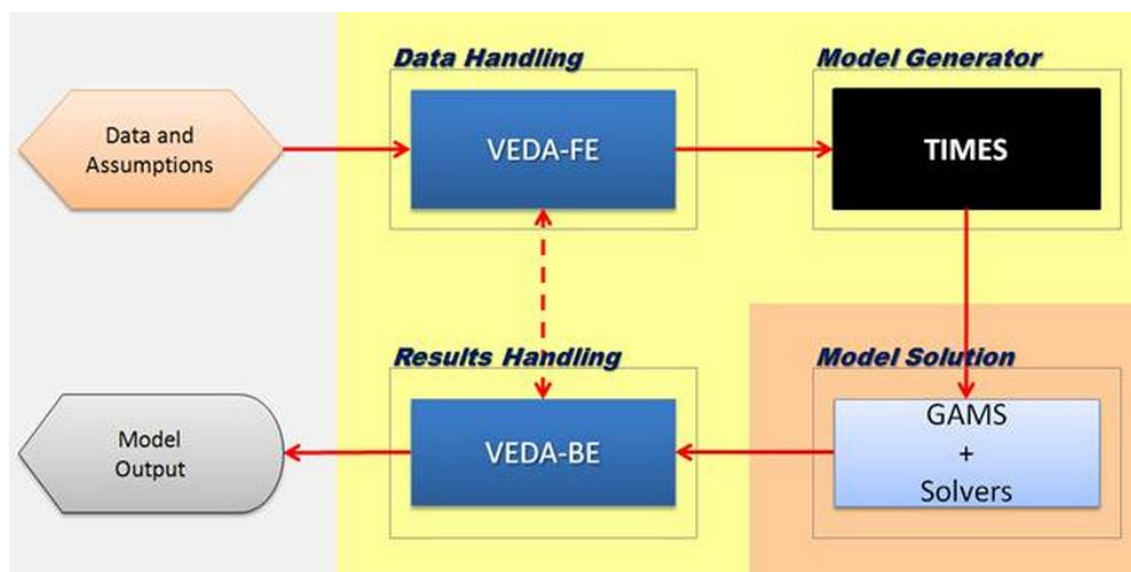 Data Handling
Model Generator
Data and
Assumptions
VEDA-FE
TIMES
Results Handling
Model Solution
Model
Output
VEDA-BE
GAMS
+
Solvers